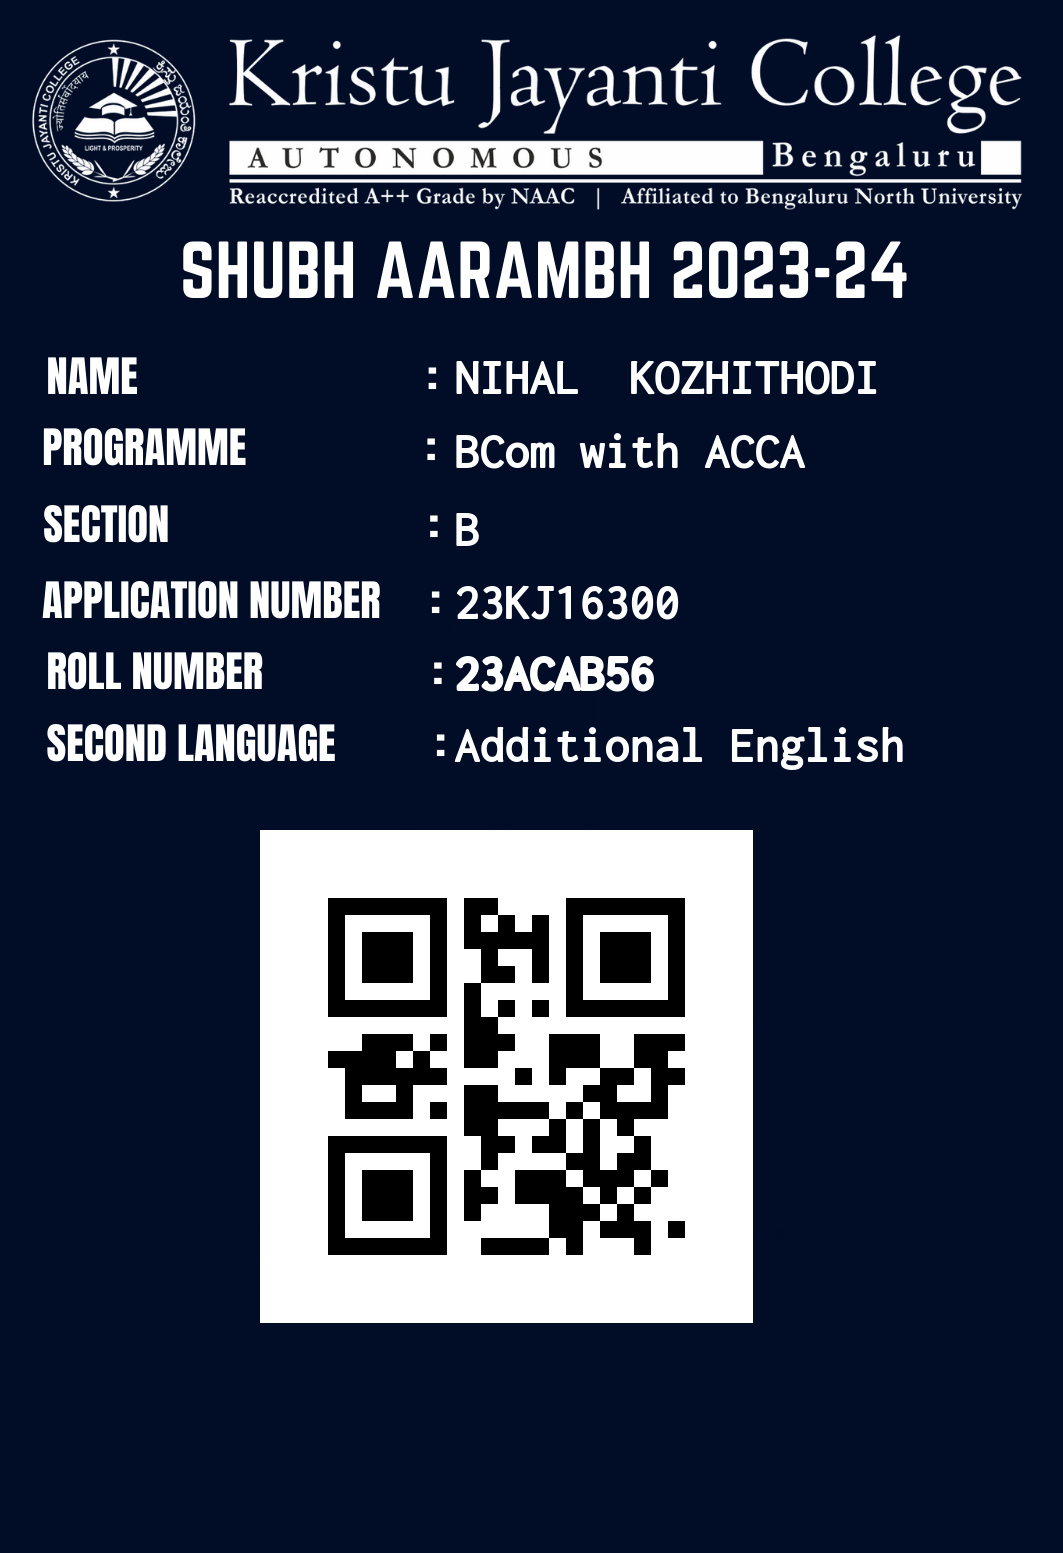 KRISTU JAYANTI COLLEGE
LIGHT & PROSPERITY
Kristu Jayanti College
AUTONOMOUS Bengaluru
Reaccredited A++ Grade by NAAC | Affiliated to Bengaluru North University
SHUBH AARAMBH 2023-24
NAME : NIHAL KOZHITHODI
PROGRAMME : BCom with ACCA
SECTION : B
APPLICATION NUMBER : 23KJ16300
ROLL NUMBER : 23ACAB56
SECOND LANGUAGE : Additional English